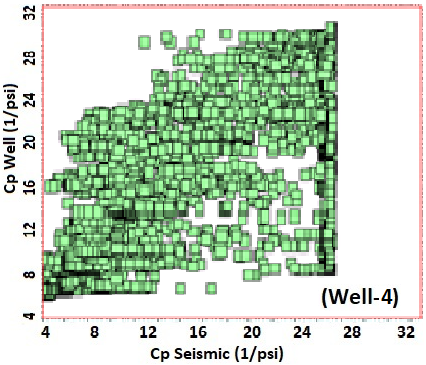 32
28
24
20
16
12
8
4
Cp Well (1/psi)
(Well-4)
4 8 12 16 20 24 28 32
Cp Seismic (1/psi)